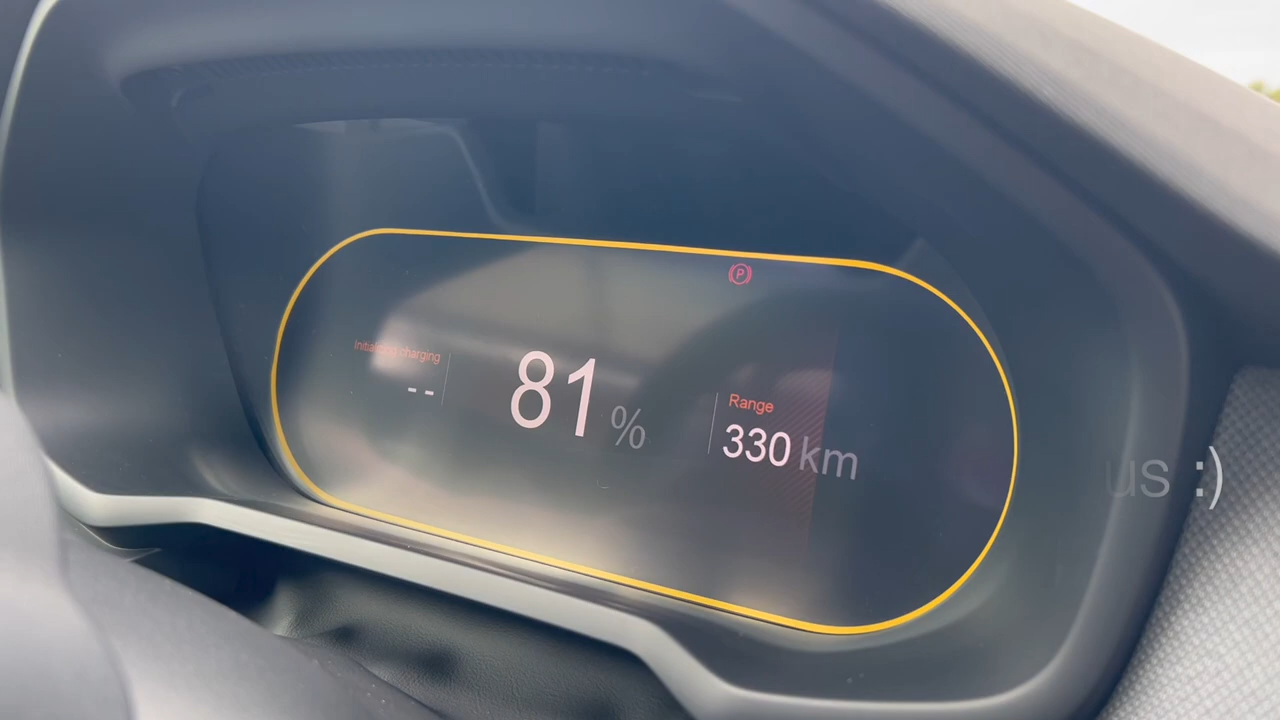 P
Initializing charging
--
81 %
Range
330 km
us :)